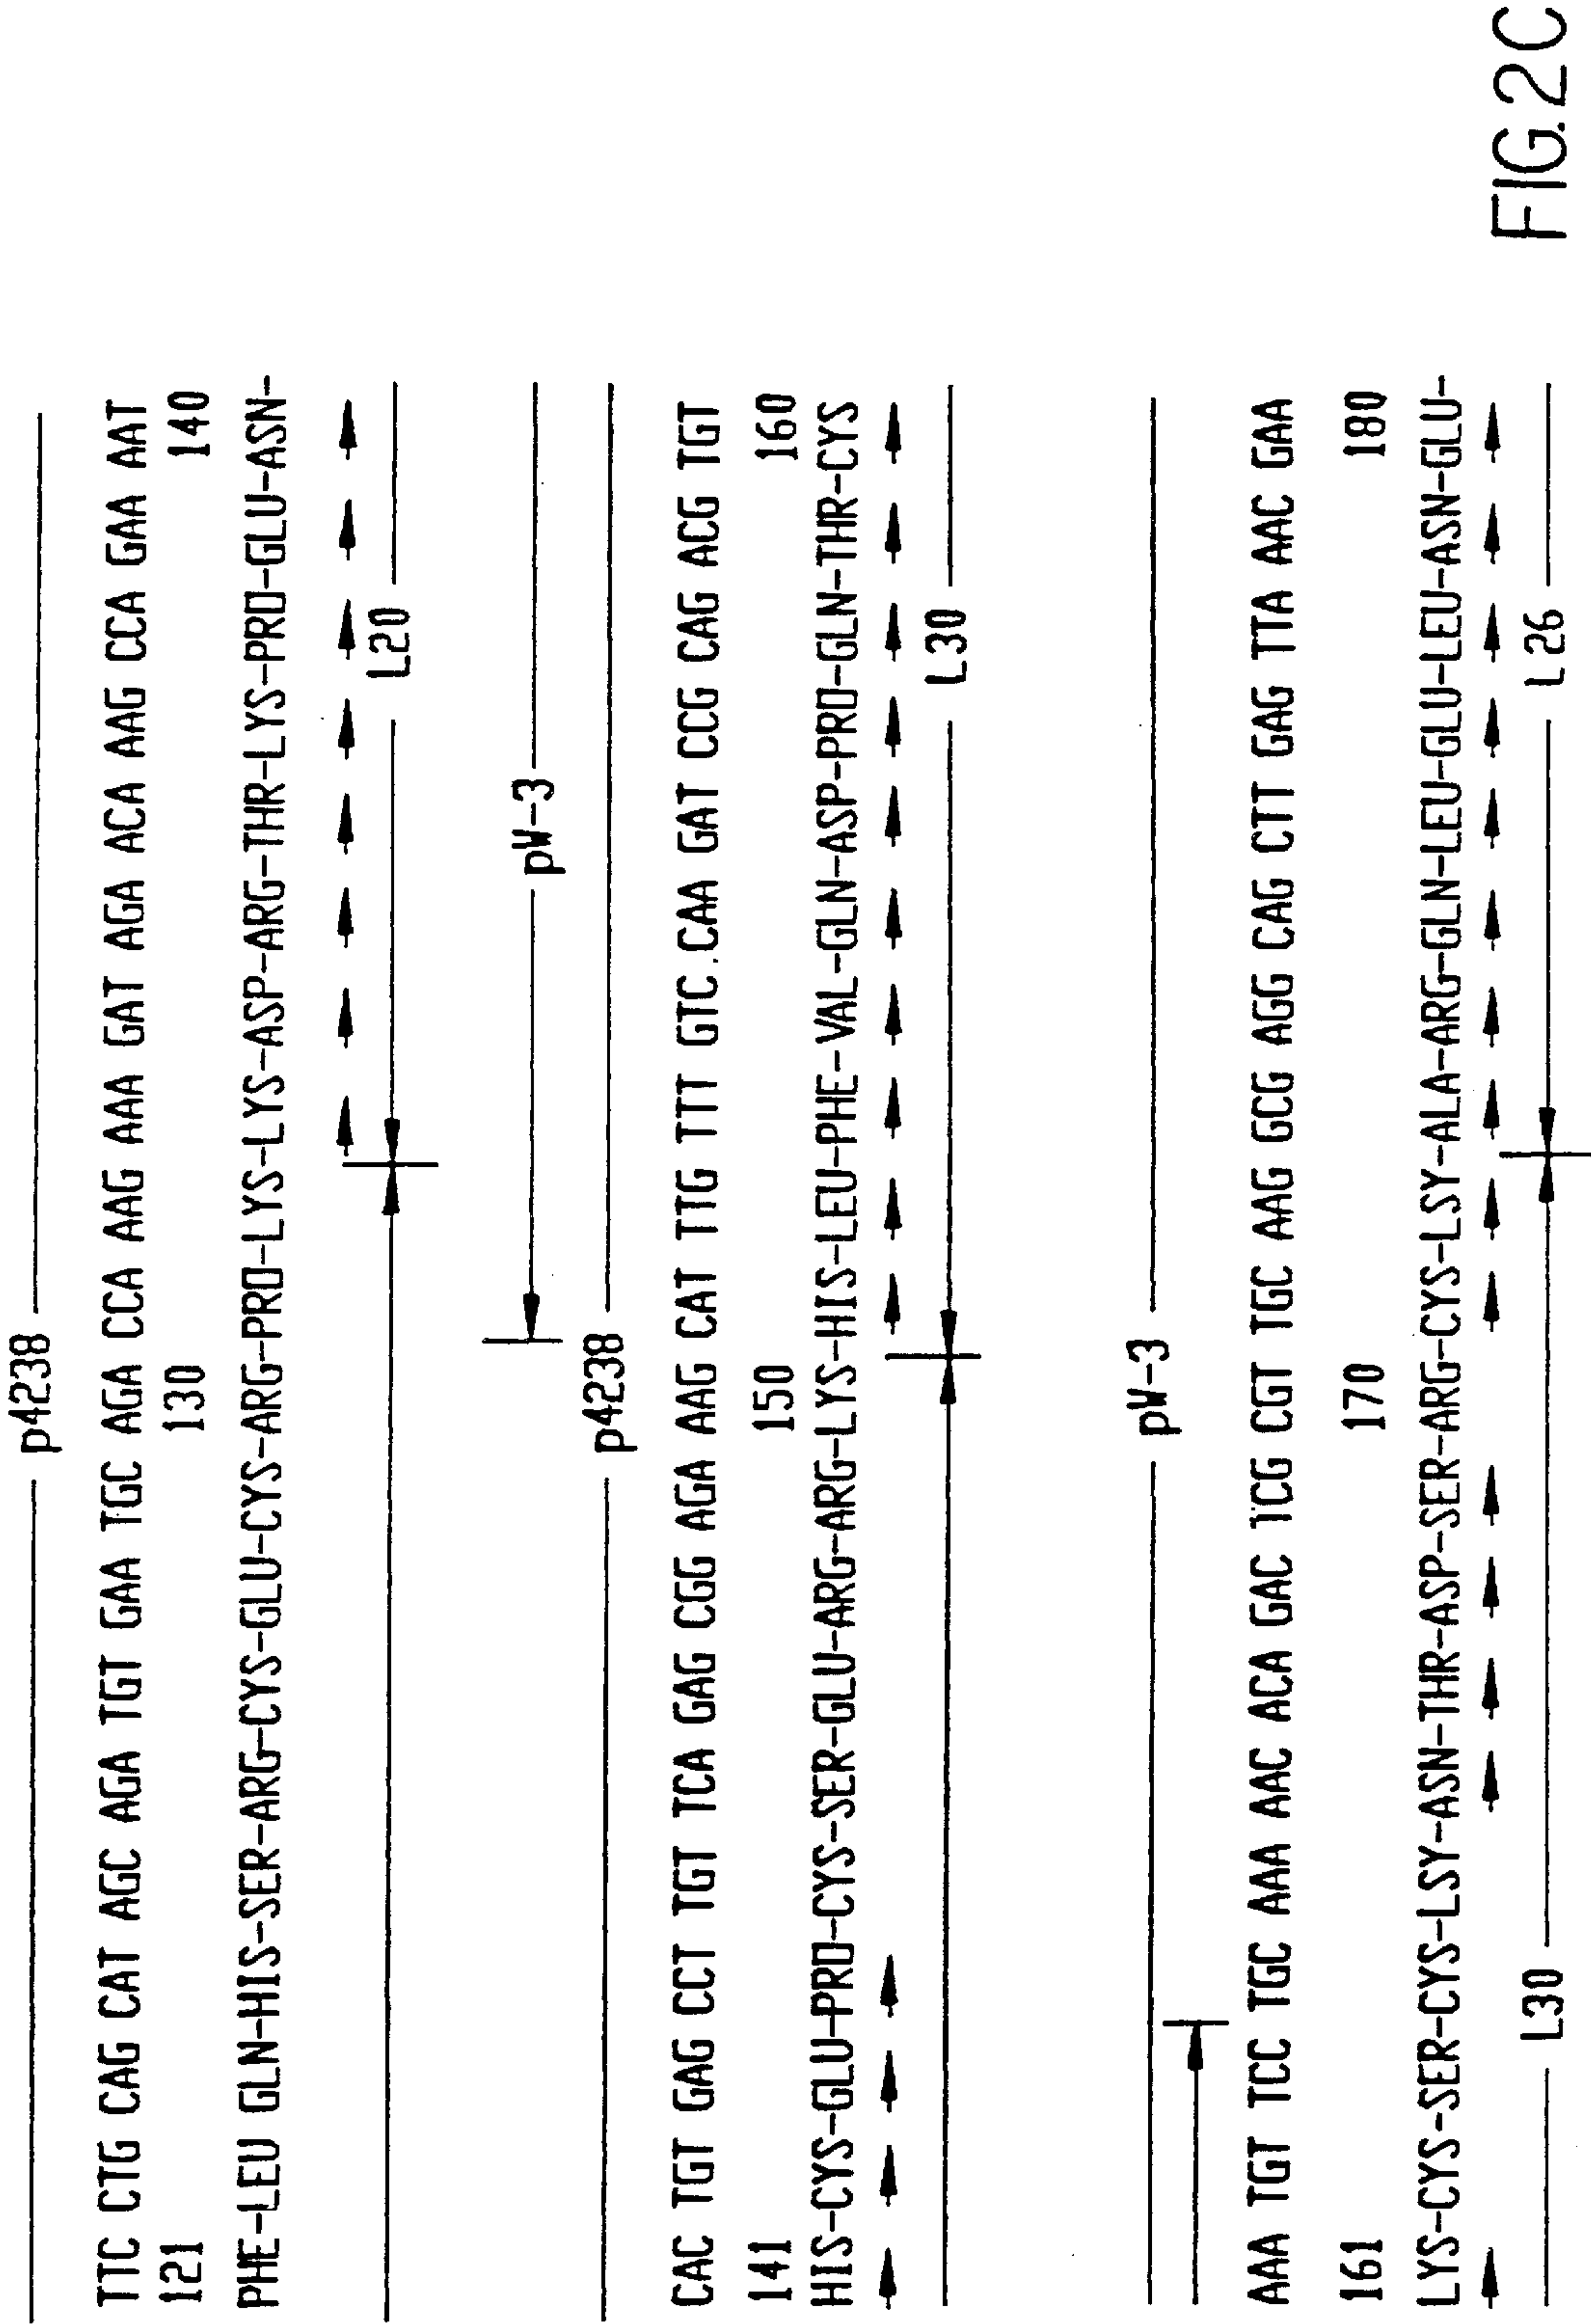 p4238
TTC CTG CAG CAT AGC AGA TGT GAA TGC AGA CCA AAG AAA GAT AGA ACA AAG CCA GAA AAT
121 130 140
PHE-LEU GLN-HIS-SER-ARG-CYS-GLU-CYS-ARG-PRO-LYS-LYS-ASP-ARG-THR-LYS-PRO-GLU-ASN-
L20
pW-3
p4238
CAC TGT GAG CCT TGT TCA GAG CGG AGA AAG CAT TTG TTT GTC.CAA GAT CCG CAG ACG TGT
141 150 160
HIS-CYS-GLU-PRO-CYS-SER-GLU-ARG-ARG-LYS-HIS-LEU-PHE-VAL-GLN-ASP-PRO-GLN-THR-CYS
L30
pW-3
AAA TGT TCC TGC AAA AAC ACA GAC TCG CGT TGC AAG GCG AGG CAG CTT GAG TTA AAC GAA
161 170 180
LYS-CYS-SER-CYS-LSY-ASN-THR-ASP-SER-ARG-CYS-LSY-ALA-ARG-GLN-LEU-GLU-LEU-ASN-GLU-
L30 L26
FIG.2C